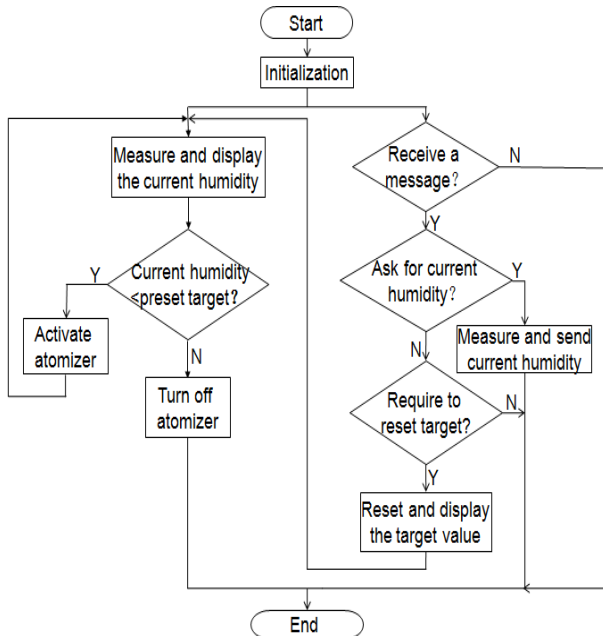 Start
Initialization
Measure and display
the current humidity
Current humidity
<preset target?
Y
Activate
atomizer
N
Turn off
atomizer
Receive a
message?
N
Y
Ask for current
humidity?
Y
Measure and send
current humidity
N
Require to
reset target?
N
Y
Reset and display
the target value
End